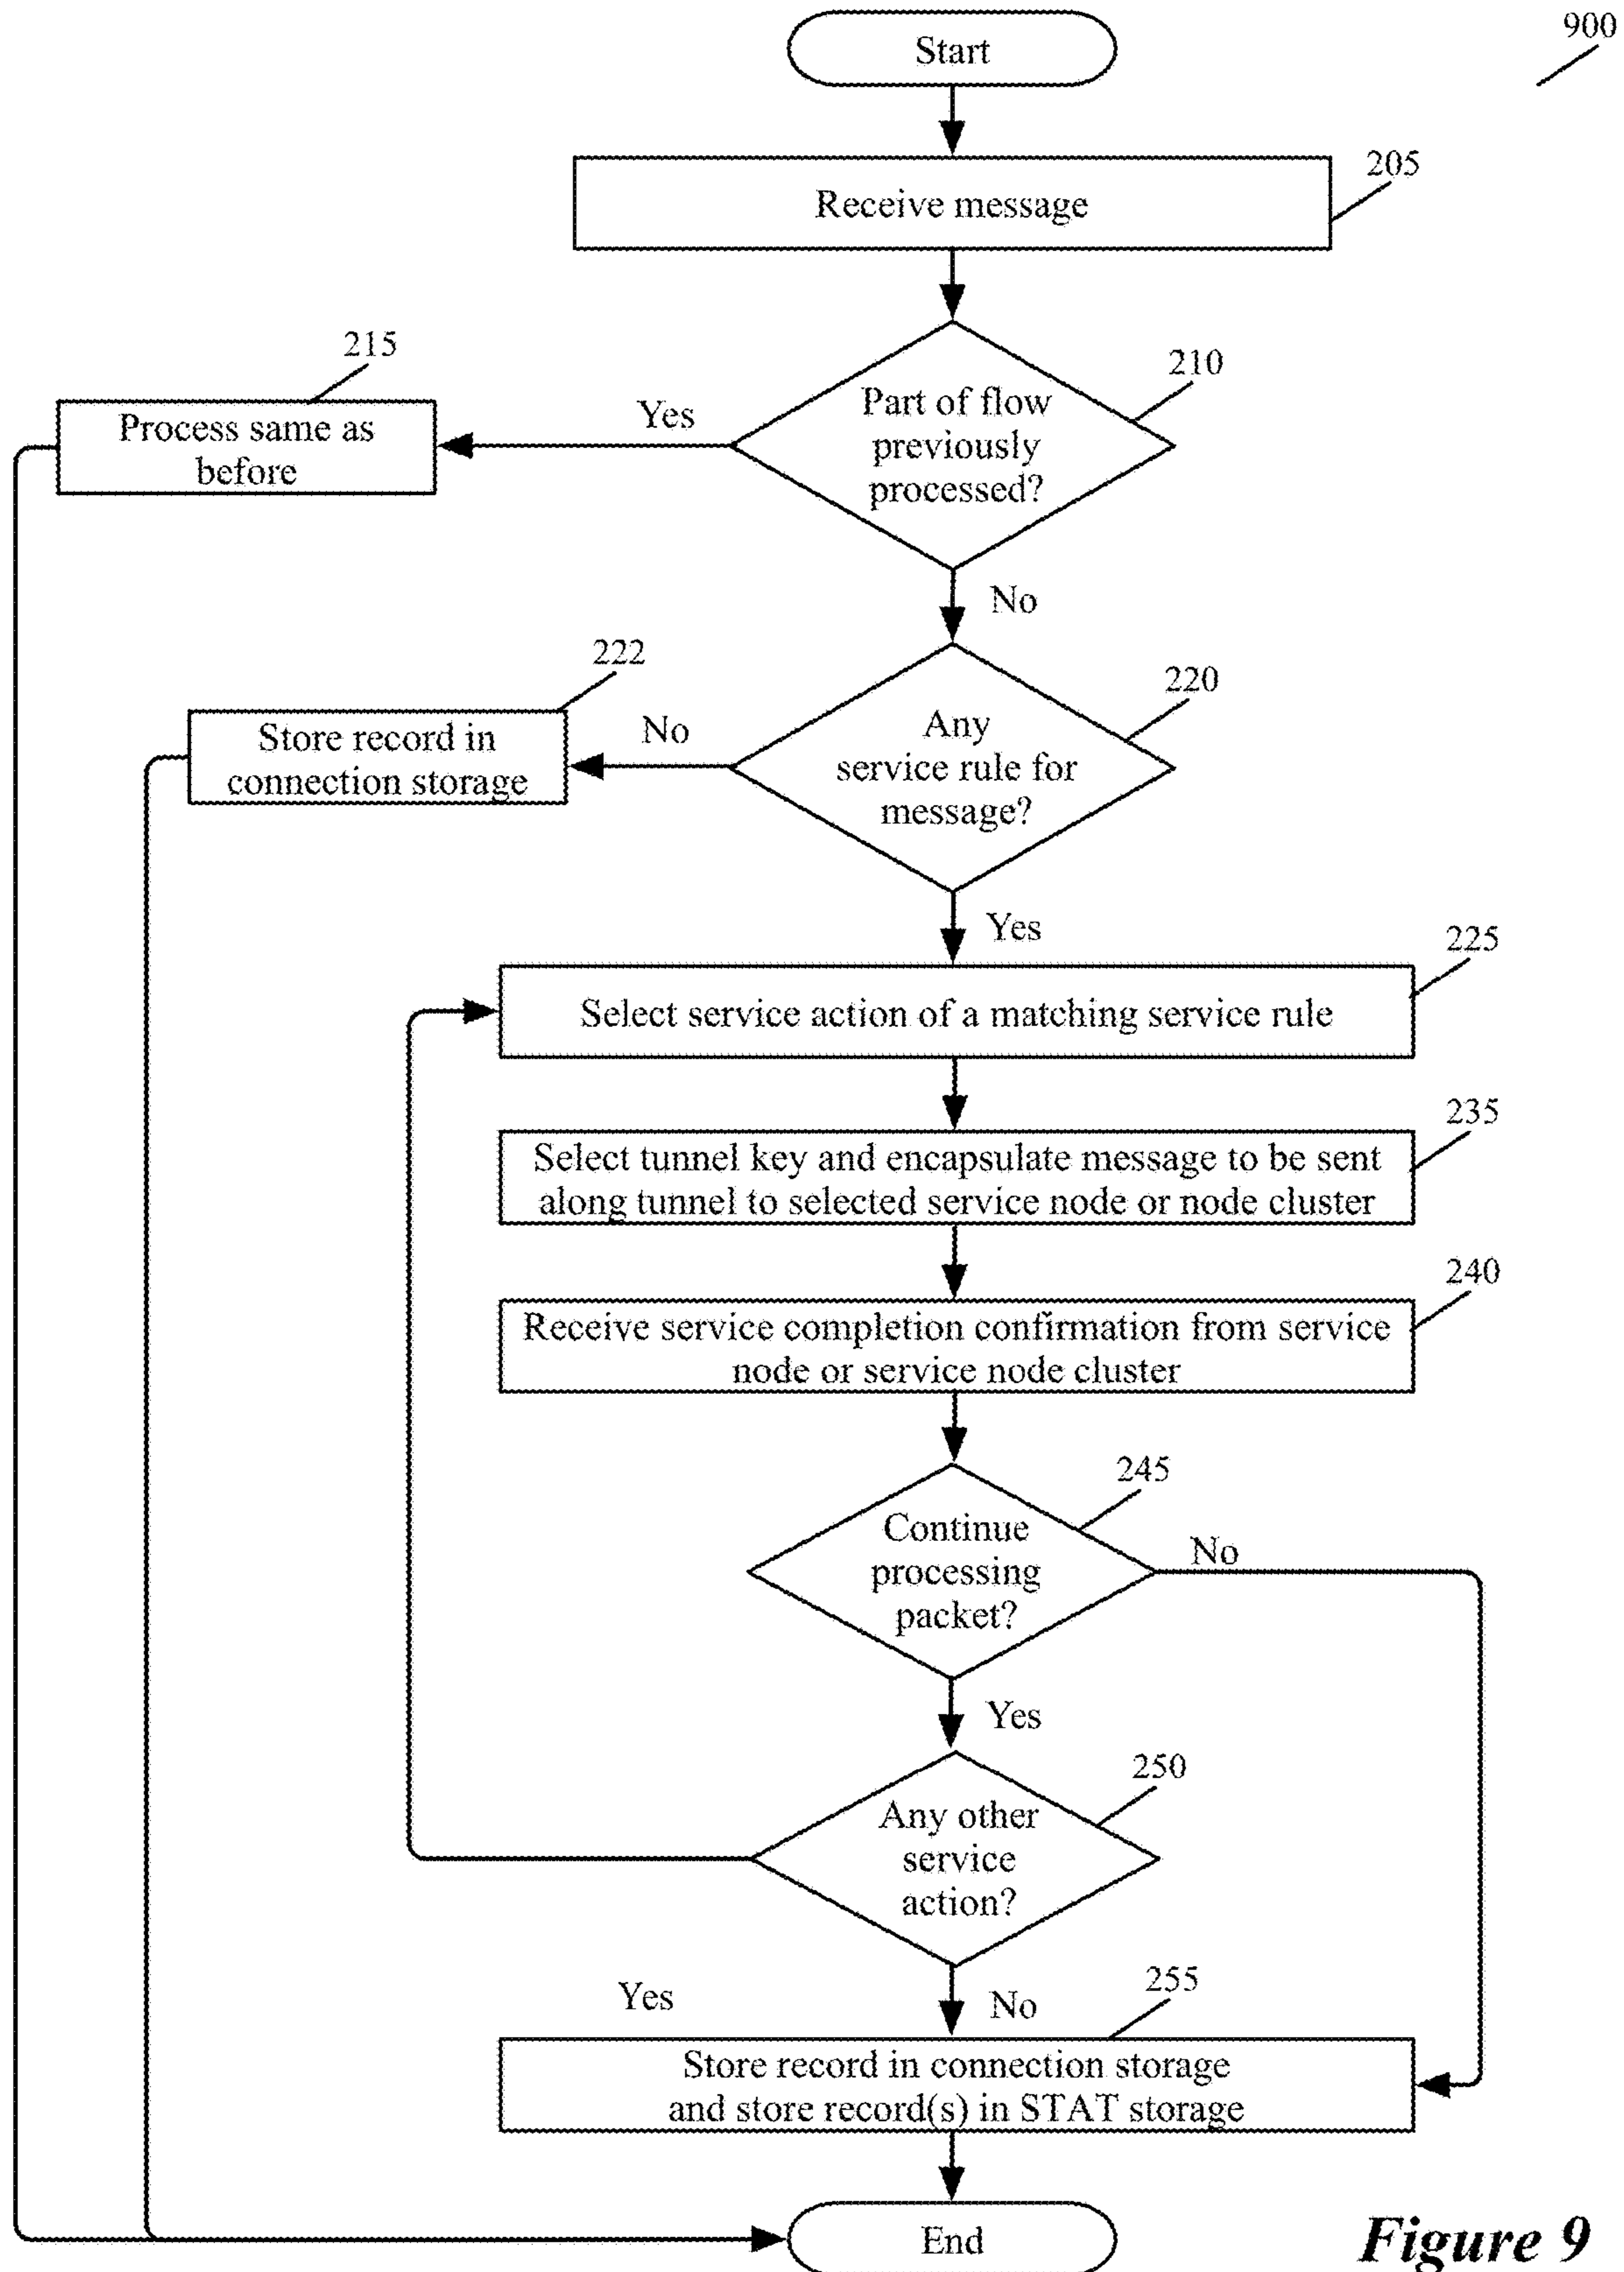 Start
900
Receive message
205
Part of flow
previously
processed?
210
Yes
215
Process same as
before
No
Any
service rule for
message?
220
No
222
Store record in
connection storage
Yes
225
Select service action of a matching service rule
235
Select tunnel key and encapsulate message to be sent
along tunnel to selected service node or node cluster
240
Receive service completion confirmation from service
node or service node cluster
245
Continue
processing
packet?
No
Yes
250
Any other
service
action?
Yes
No
255
Store record in connection storage
and store record(s) in STAT storage
End
Figure 9